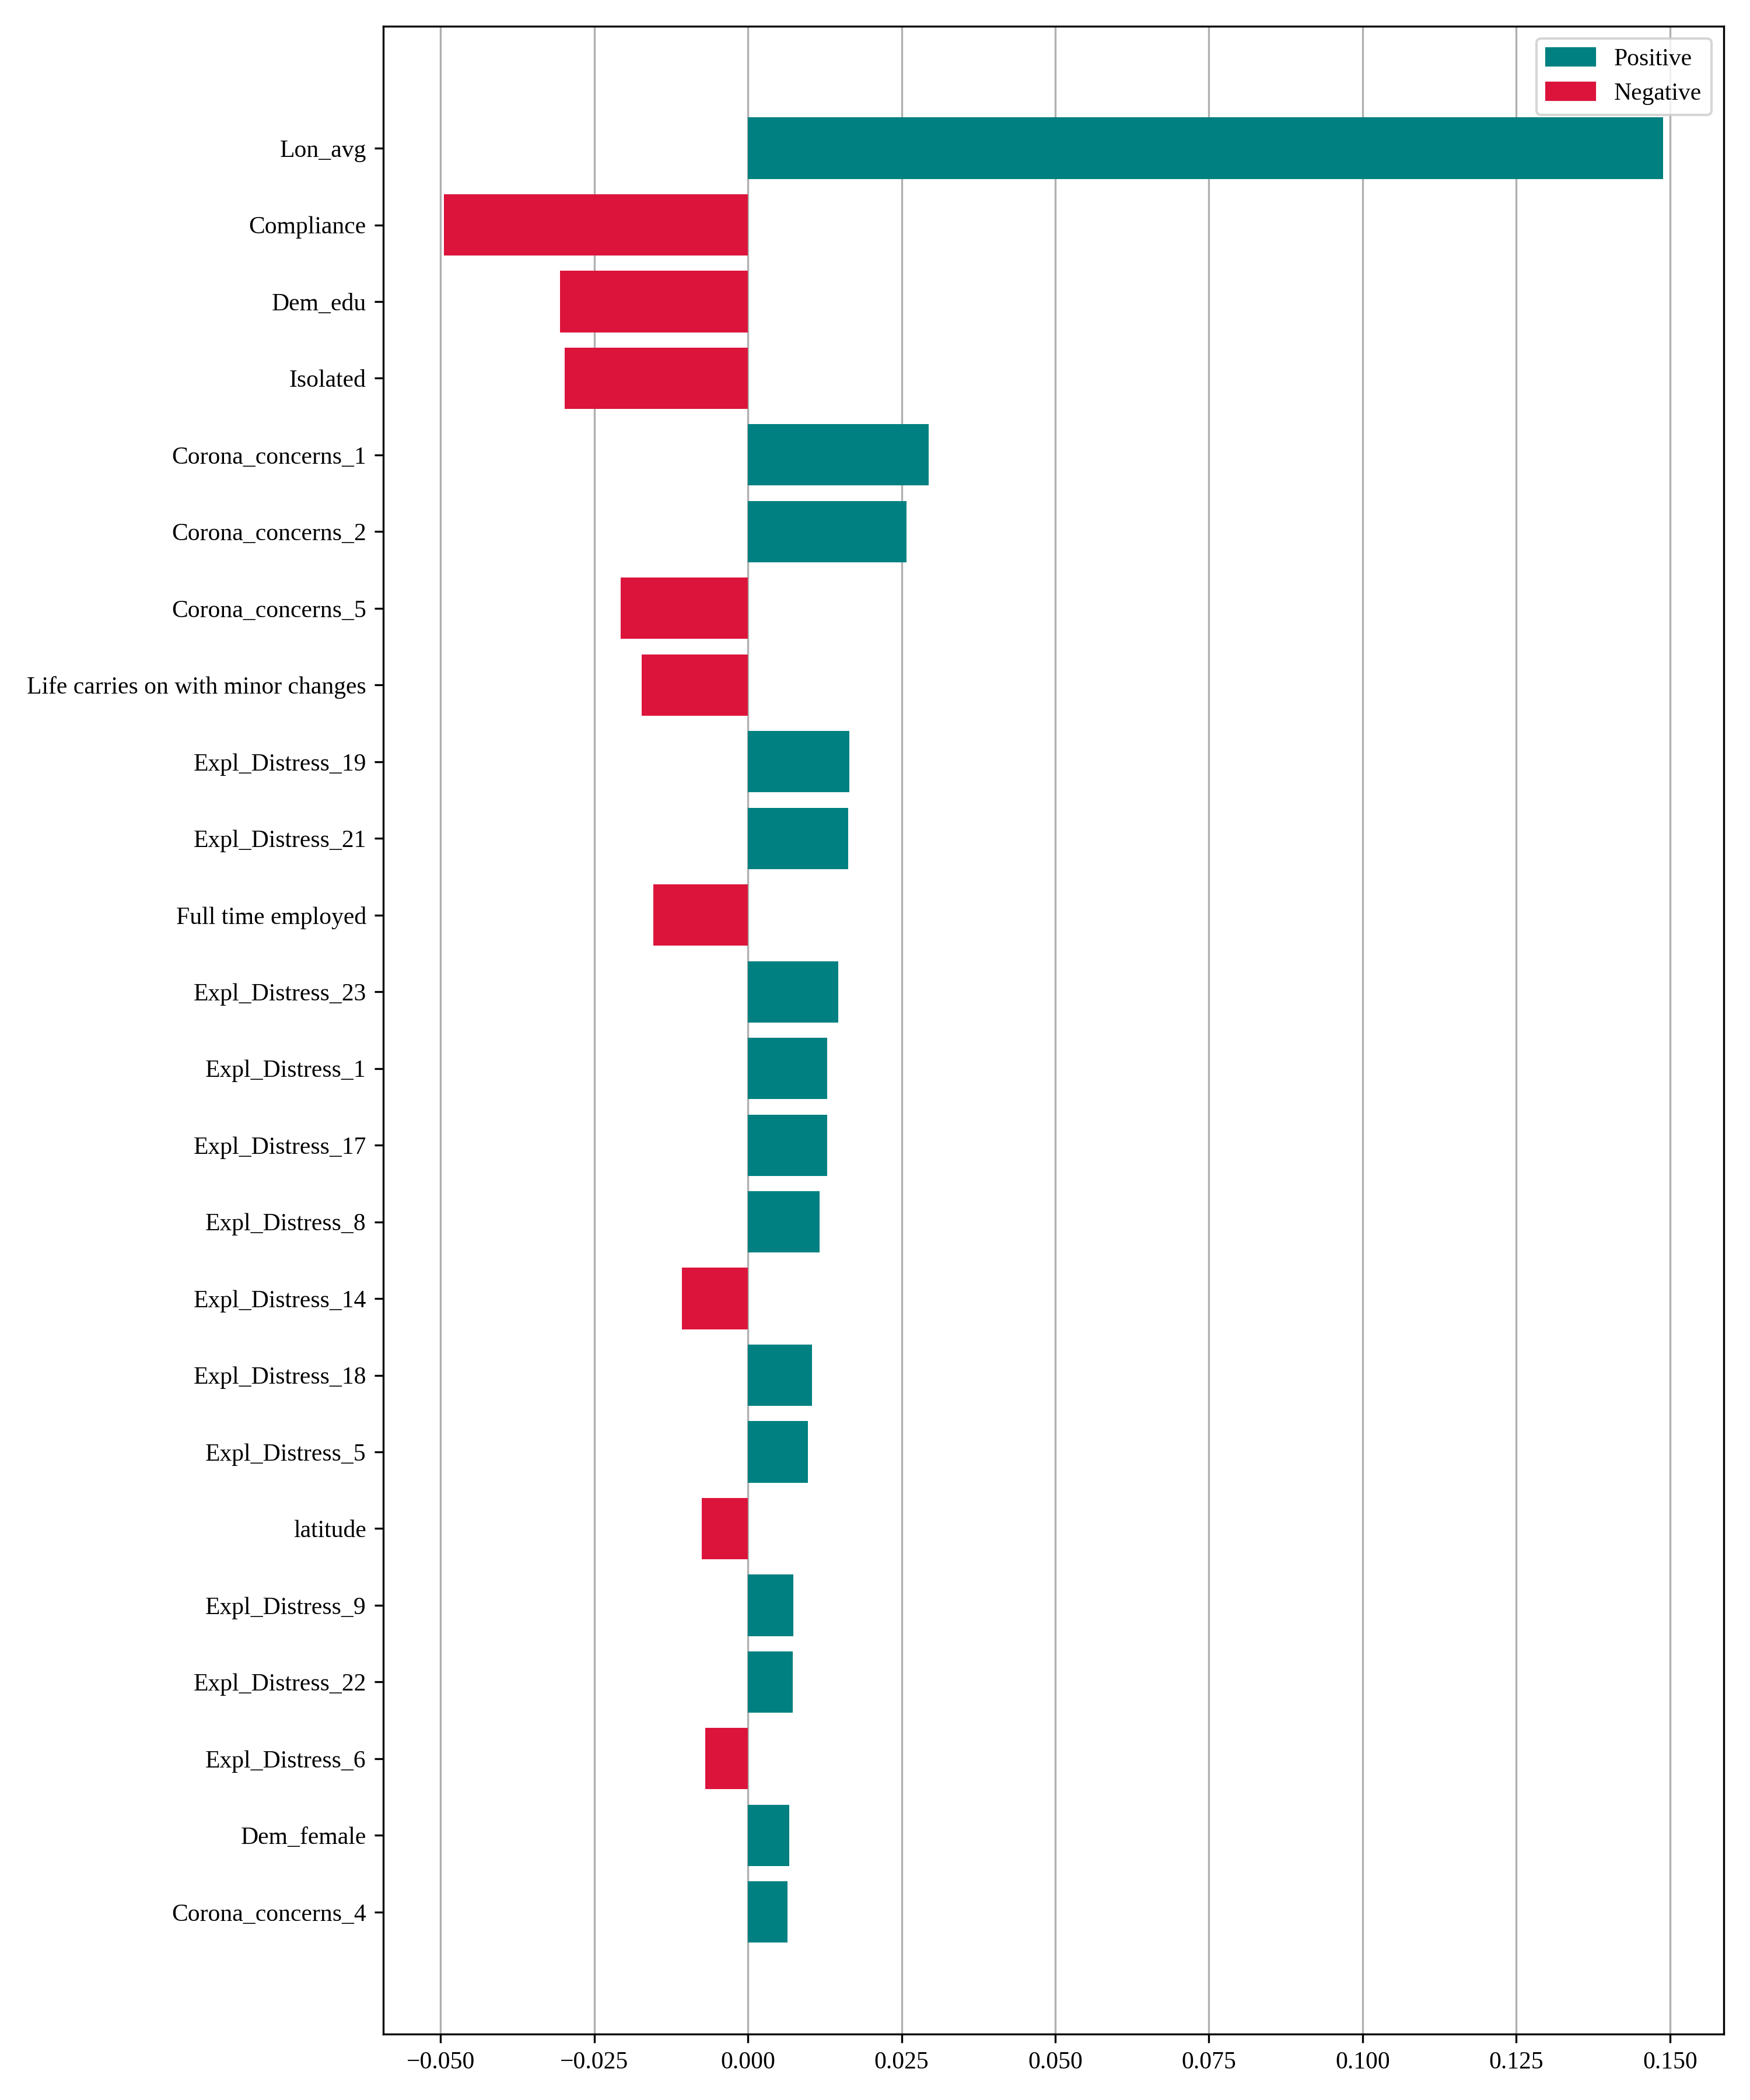 Positive
Negative
Lon_avg
Compliance
Dem_edu
Isolated
Corona_concerns_1
Corona_concerns_2
Corona_concerns_5
Life carries on with minor changes
Expl_Distress_19
Expl_Distress_21
Full time employed
Expl_Distress_23
Expl_Distress_1
Expl_Distress_17
Expl_Distress_8
Expl_Distress_14
Expl_Distress_18
Expl_Distress_5
latitude
Expl_Distress_9
Expl_Distress_22
Expl_Distress_6
Dem_female
Corona_concerns_4
−0.050 −0.025 0.000 0.025 0.050 0.075 0.100 0.125 0.150